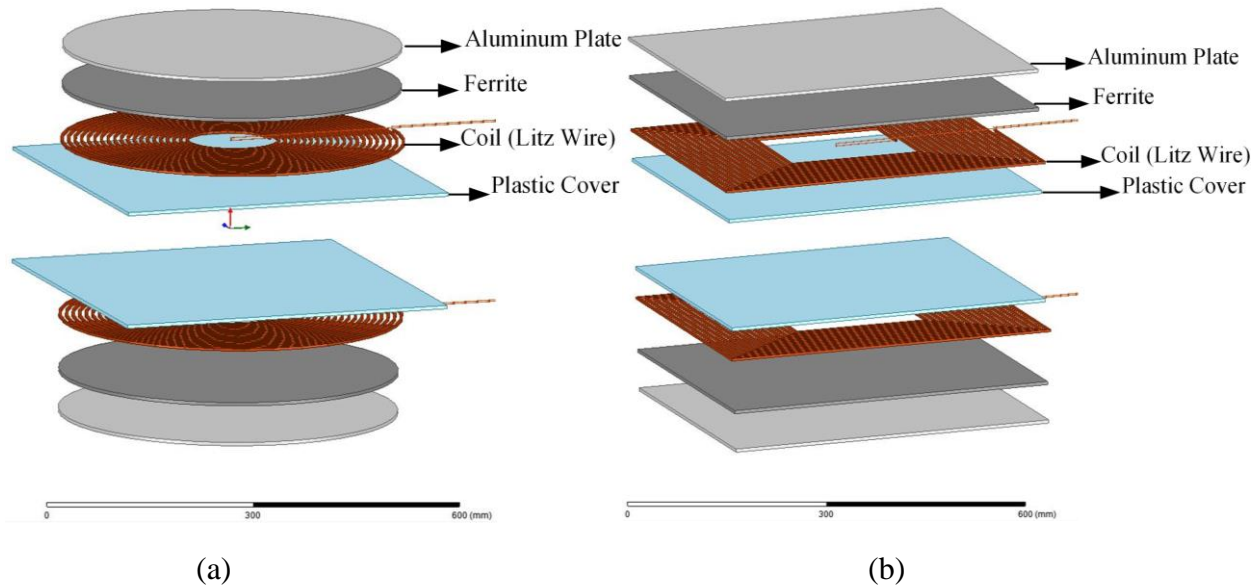 Aluminum Plate
Ferrite
Coil (Litz Wire)
Plastic Cover
0
300
600 (mm)
(a)
Aluminum Plate
Ferrite
Coil (Litz Wire)
Plastic Cover
0
300
600 (mm)
(b)